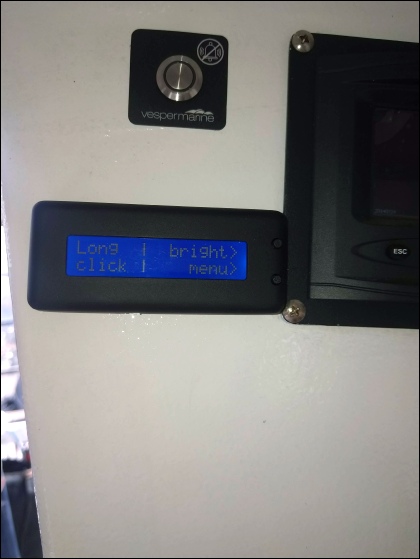 vespermarine
Long | bright>
click | menu>
ESC